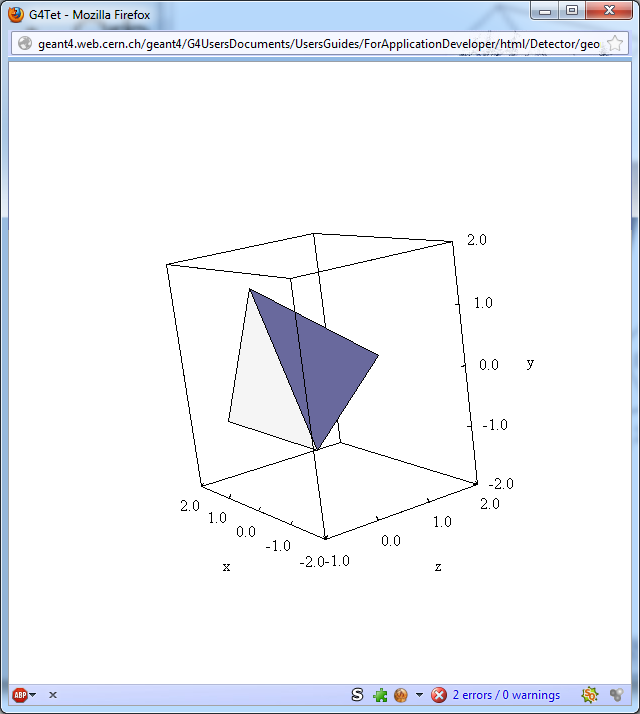 G4Tet - Mozilla Firefox
geant4.web.cern.ch/geant4/G4UsersDocuments/UsersGuides/ForApplicationDeveloper/html/Detector/geo
2.0
1.0
0.0
y
-1.0
-2.0
2.0
1.0
0.0
-1.0
-2.0
-1.0
0.0
1.0
2.0
x
z
ABP
S
2 errors / 0 warnings